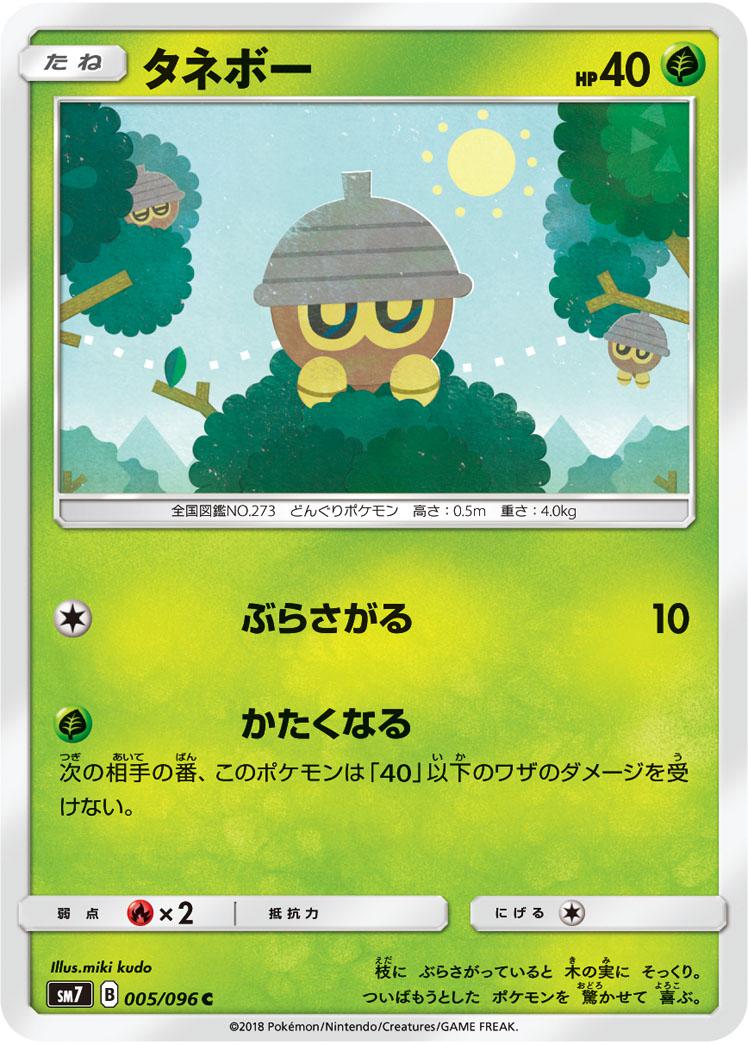 たね
タネボー
HP40
全国図鑑NO.273 どんぐりポケモン 高さ：0.5m 重さ：4.0kg
ぶらさがる 10
かたくなる
次の相手の番、このポケモンは「40」以下のワザのダメージを受
けない。
弱点 ×2 抵抗力 にげる
Illus.miki kudo
枝に ぶらさがっていると 木の実に そっくり。
ついばもうとした ポケモンを 驚かせて 喜ぶ。
SM7 B 005/096 C
©2018 Pokémon/Nintendo/Creatures/GAME FREAK.